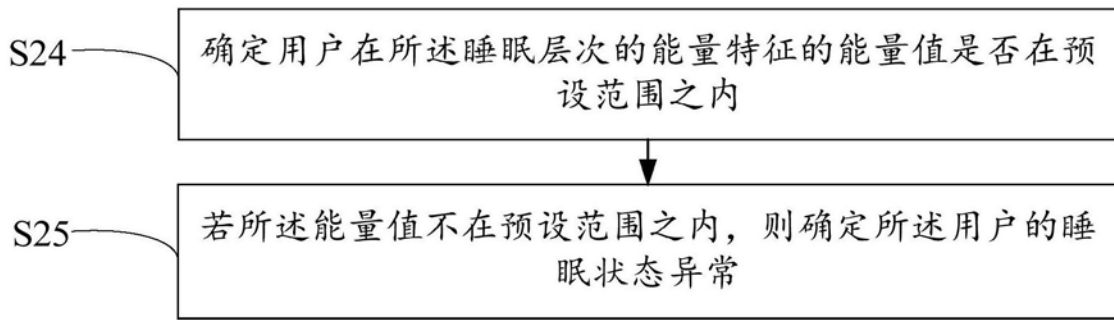 S24
确定用户在所述睡眠层次的能量特征的能量值是否在预
设范围之内
S25
若所述能量值不在预设范围之内，则确定所述用户的睡
眠状态异常